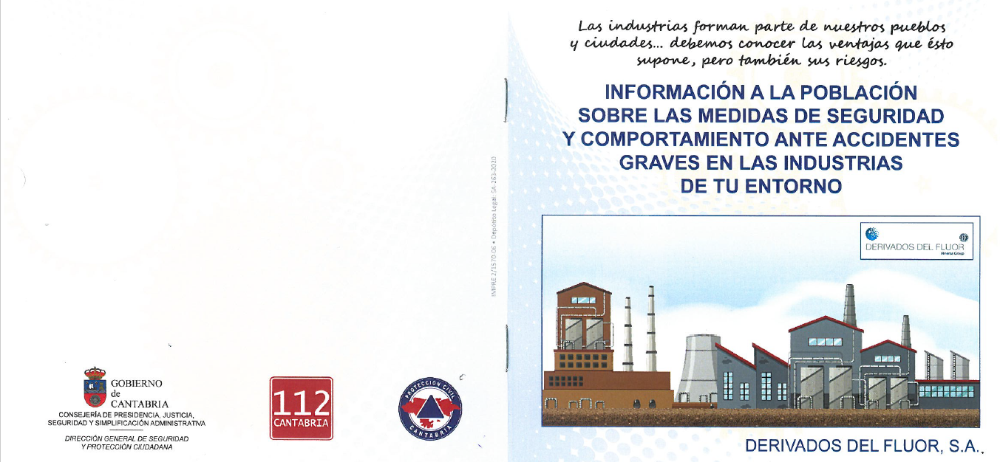 GOBIERNO
de
CANTABRIA
CONSEJERÍA DE PRESIDENCIA, JUSTICIA,
SEGURIDAD Y SIMPLIFICACIÓN ADMINISTRATIVA
DIRECCIÓN GENERAL DE SEGURIDAD
Y PROTECCIÓN CIUDADANA
112
CANTABRIA
PROTECCIÓN CIVIL
CANTABRIA
IMPRE 2/1570-06 • Depósito Legal: SA-263-2020
Las industrias forman parte de nuestros pueblos
y ciudades... debemos conocer las ventajas que ésto
supone, pero también sus riesgos.
INFORMACIÓN A LA POBLACIÓN
SOBRE LAS MEDIDAS DE SEGURIDAD
Y COMPORTAMIENTO ANTE ACCIDENTES
GRAVES EN LAS INDUSTRIAS
DE TU ENTORNO
DERIVADOS DEL FLUOR
Minersa Group
DERIVADOS DEL FLUOR, S.A.